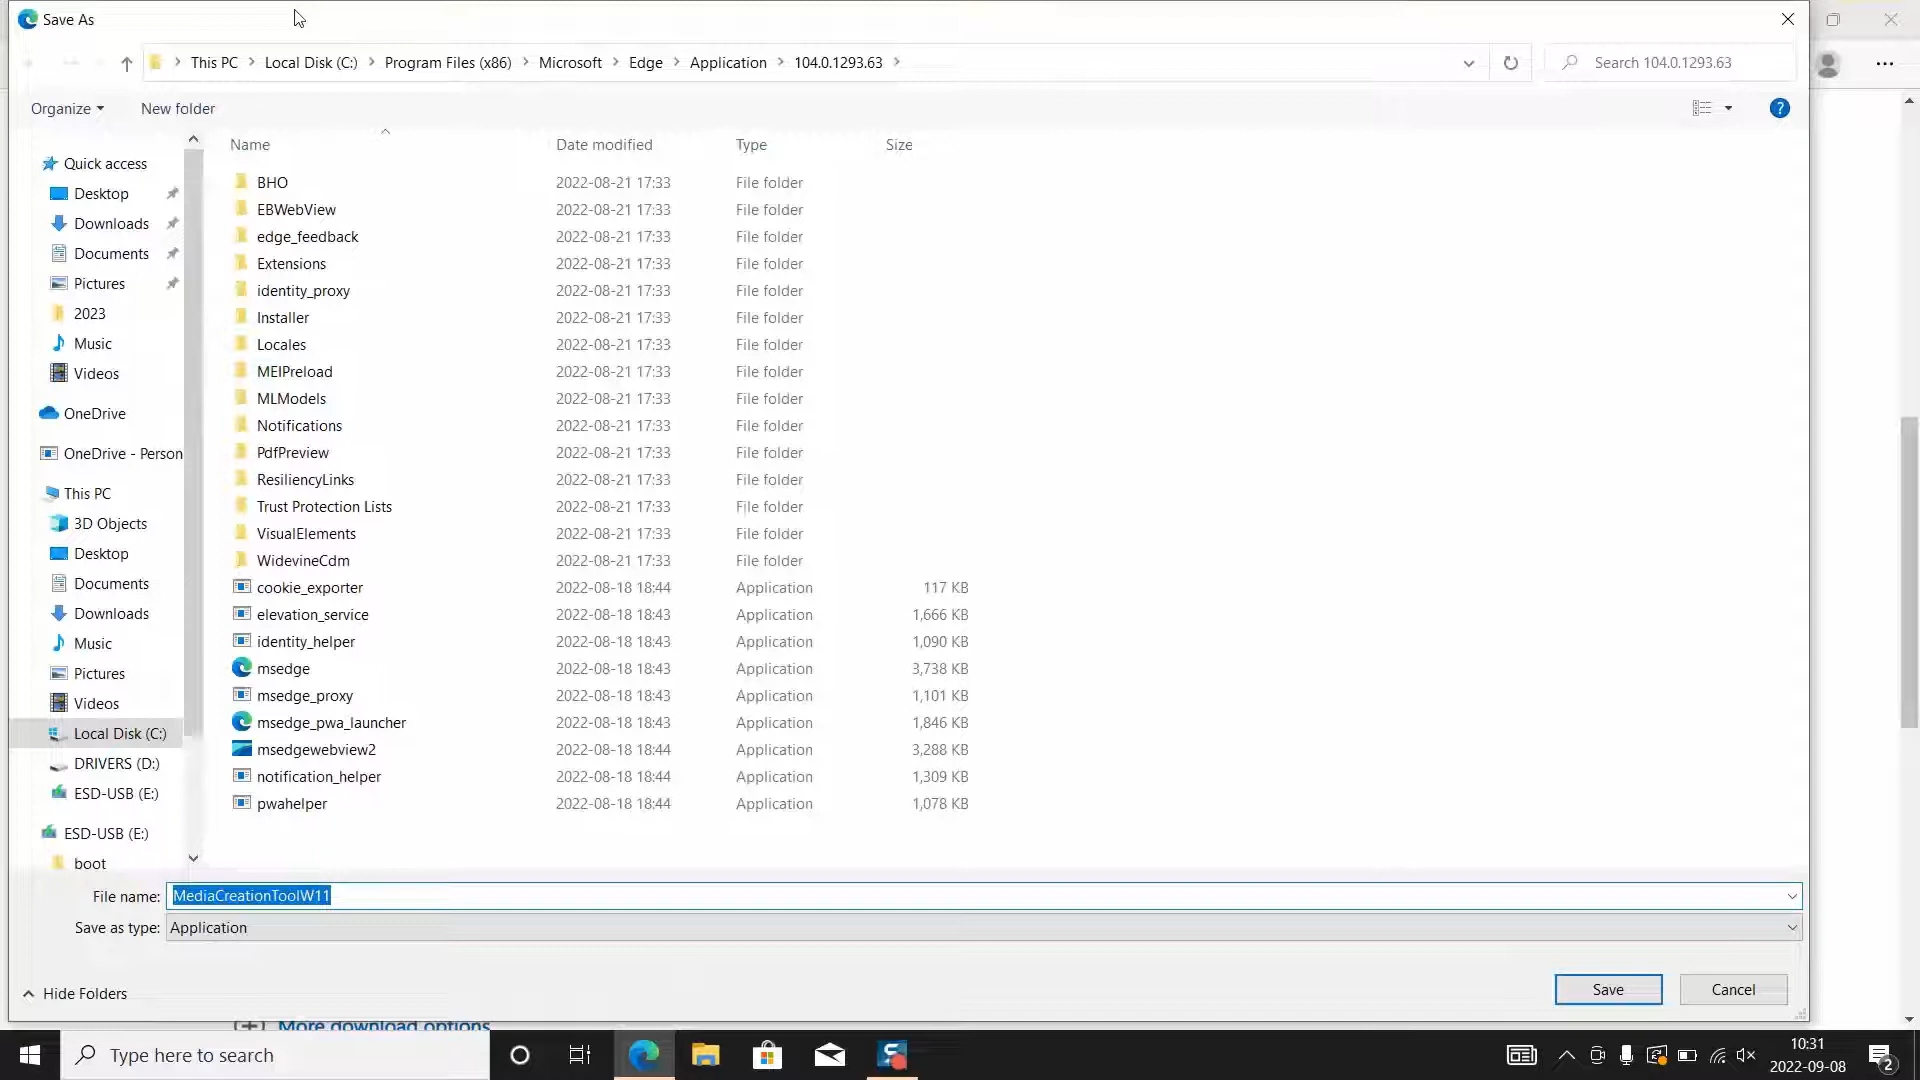 Save As
This PC > Local Disk (C:) > Program Files (x86) > Microsoft > Edge > Application > 104.0.1293.63 >
Search 104.0.1293.63
Organize
New folder
?
Name Date modified Type Size
Quick access
Desktop
Downloads
Documents
Pictures
2023
Music
Videos
OneDrive
OneDrive - Person
This PC
3D Objects
Desktop
Documents
Downloads
Music
Pictures
Videos
Local Disk (C:)
DRIVERS (D:)
ESD-USB (E:)
ESD-USB (E:)
boot
BHO 2022-08-21 17:33 File folder
EBWebView 2022-08-21 17:33 File folder
edge_feedback 2022-08-21 17:33 File folder
Extensions 2022-08-21 17:33 File folder
identity_proxy 2022-08-21 17:33 File folder
Installer 2022-08-21 17:33 File folder
Locales 2022-08-21 17:33 File folder
MEIPreload 2022-08-21 17:33 File folder
MLModels 2022-08-21 17:33 File folder
Notifications 2022-08-21 17:33 File folder
PdfPreview 2022-08-21 17:33 File folder
ResiliencyLinks 2022-08-21 17:33 File folder
Trust Protection Lists 2022-08-21 17:33 File folder
VisualElements 2022-08-21 17:33 File folder
WidevineCdm 2022-08-21 17:33 File folder
cookie_exporter 2022-08-18 18:44 Application 117 KB
elevation_service 2022-08-18 18:43 Application 1,666 KB
identity_helper 2022-08-18 18:43 Application 1,090 KB
msedge 2022-08-18 18:43 Application 3,738 KB
msedge_proxy 2022-08-18 18:43 Application 1,101 KB
msedge_pwa_launcher 2022-08-18 18:43 Application 1,846 KB
msedgewebview2 2022-08-18 18:44 Application 3,288 KB
notification_helper 2022-08-18 18:44 Application 1,309 KB
pwahelper 2022-08-18 18:44 Application 1,078 KB
File name: MediaCreationToolW11
Save as type: Application
Hide Folders
Save
Cancel
More download options
Type here to search
10:31
2022-09-08
2